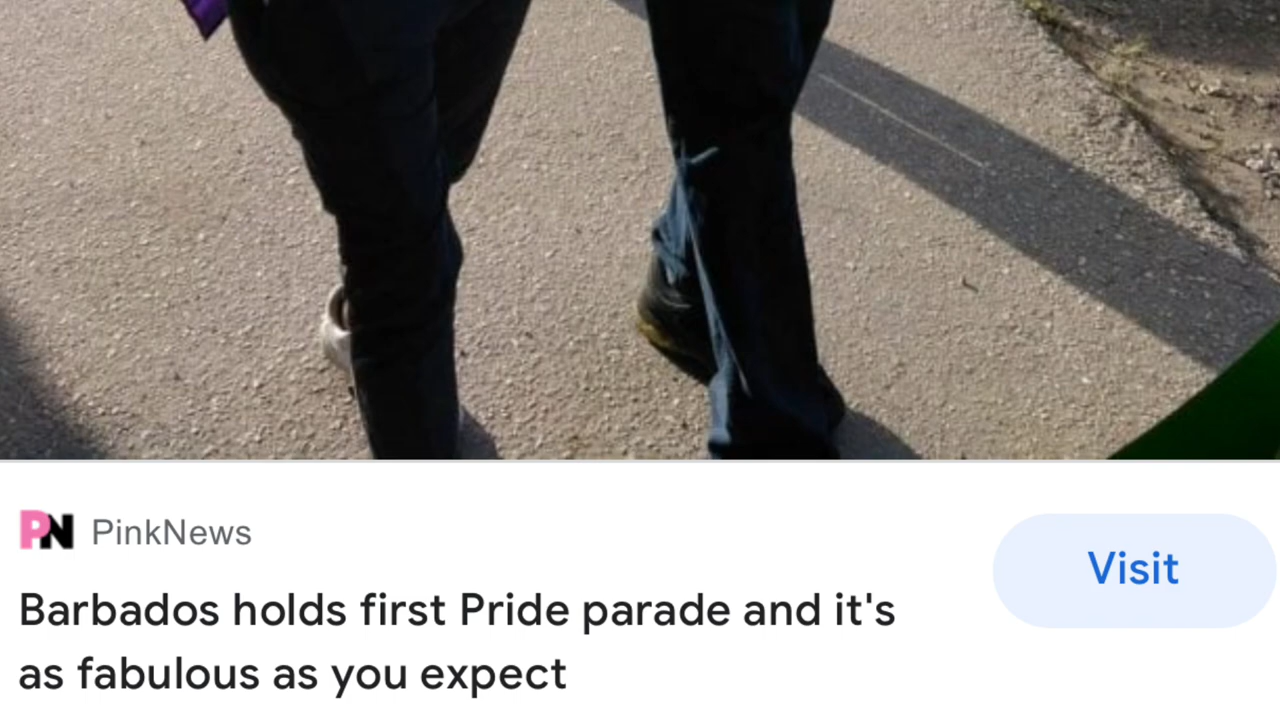 PN PinkNews
Visit
Barbados holds first Pride parade and it's
as fabulous as you expect